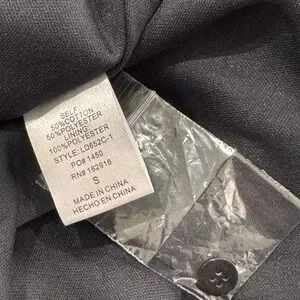 SELF
50%COTTON
50%POLYESTER
LINING:
100%POLYESTER
STYLE: LD652C-1
PO# 1450
RN# 162918
S
MADE IN CHINA
HECHO EN CHINA